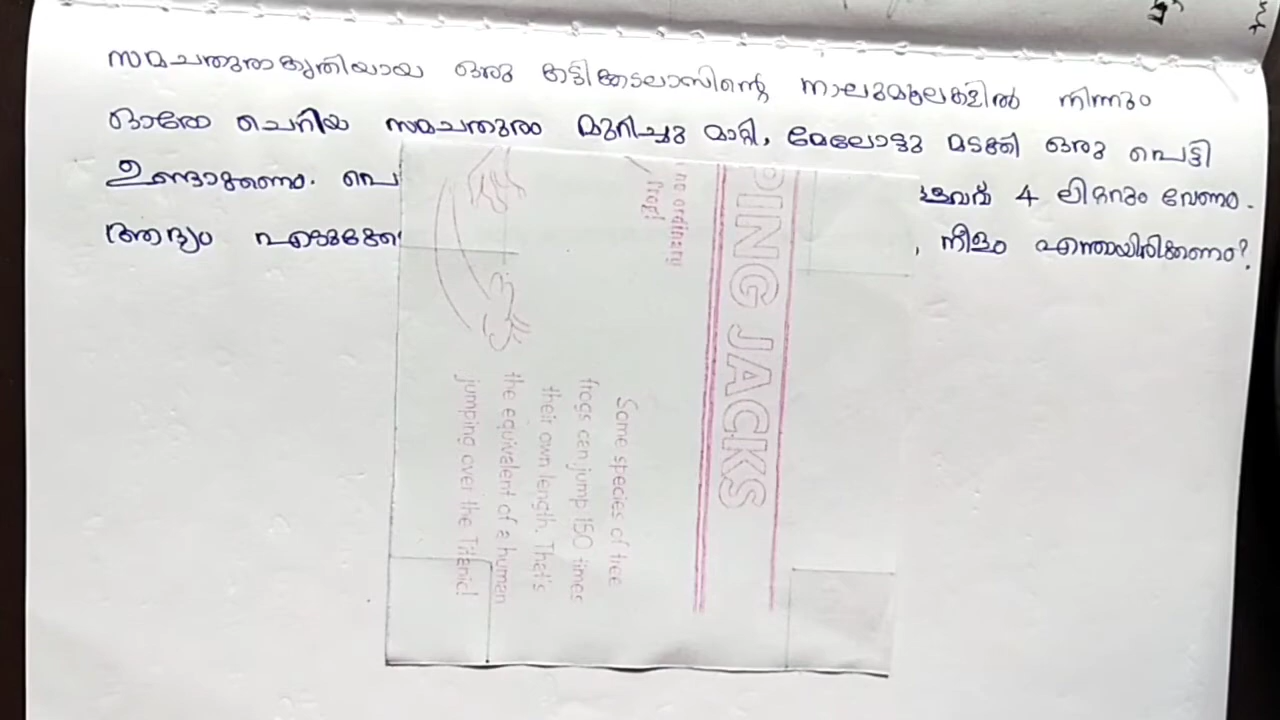 സമചതുരാകൃതിയായ ഒരു കട്ടിക്കടലാസിന്റെ നാലുമൂലകളിൽ നിന്നും
ഓരോ ചെറിയ സമചതുരം മുറിച്ചു മാറ്റി, മേലോട്ടു മടക്കി ഒരു പെട്ടി
ഉണ്ടാക്കണം. പെ 4 ലിറ്ററും വേണം.
ആദ്യം എടുക്കേ , നീളം എന്തായിരിക്കണം?
no ordinary
frog!
PING JACKS
Some species of tree
frogs can jump 150 times
their own length. That's
the equivalent of a human
jumping over the Titanic!